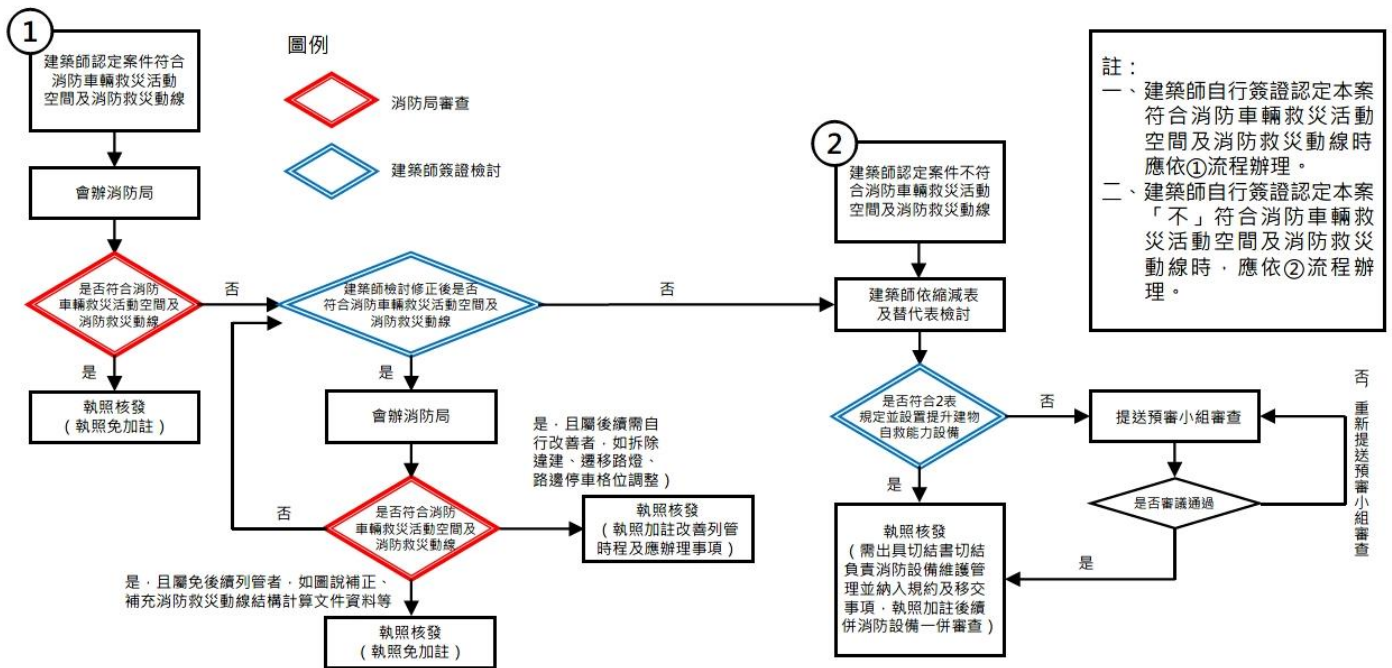 1
建築師認定案件符合
消防車輛救災活動
空間及消防救災動線
會辦消防局
是否符合消防
車輛救災活動空間及
消防救災動線
否
是
執照核發
(執照免加註)
圖例
消防局審查
建築師簽證檢討
建築師檢討修正後是否
符合消防車輛救災活動空間及
消防救災動線
否
是
會辦消防局
是否符合消防
車輛救災活動空間及
消防救災動線
否
是，且屬後續需自
行改善者，如拆除
違建、遷移路燈、
路邊停車格位調整)
執照核發
(執照加註改善列管
時程及應辦理事項)
是，且屬免後續列管者，如圖說補正、
補充消防救災動線結構計算文件資料等
執照核發
(執照免加註)
2
建築師認定案件不符
合消防車輛救災活動
空間及消防救災動線
建築師依縮減表
及替代表檢討
是否符合2表
規定並設置提升建物
自救能力設備
否
是
提送預審小組審查
是否審議通過
否，重新提送預審小組審查
是
執照核發
(需出具切結書切結
負責消防設備維護管
理並納入規約及移交
事項，執照加註後續
併消防設備一併審查)
註：
一、建築師自行簽證認定本案
符合消防車輛救災活動
空間及消防救災動線時
應依①流程辦理。
二、建築師自行簽證認定本案
「不」符合消防車輛救
災活動空間及消防救災
動線時，應依②流程辦
理。